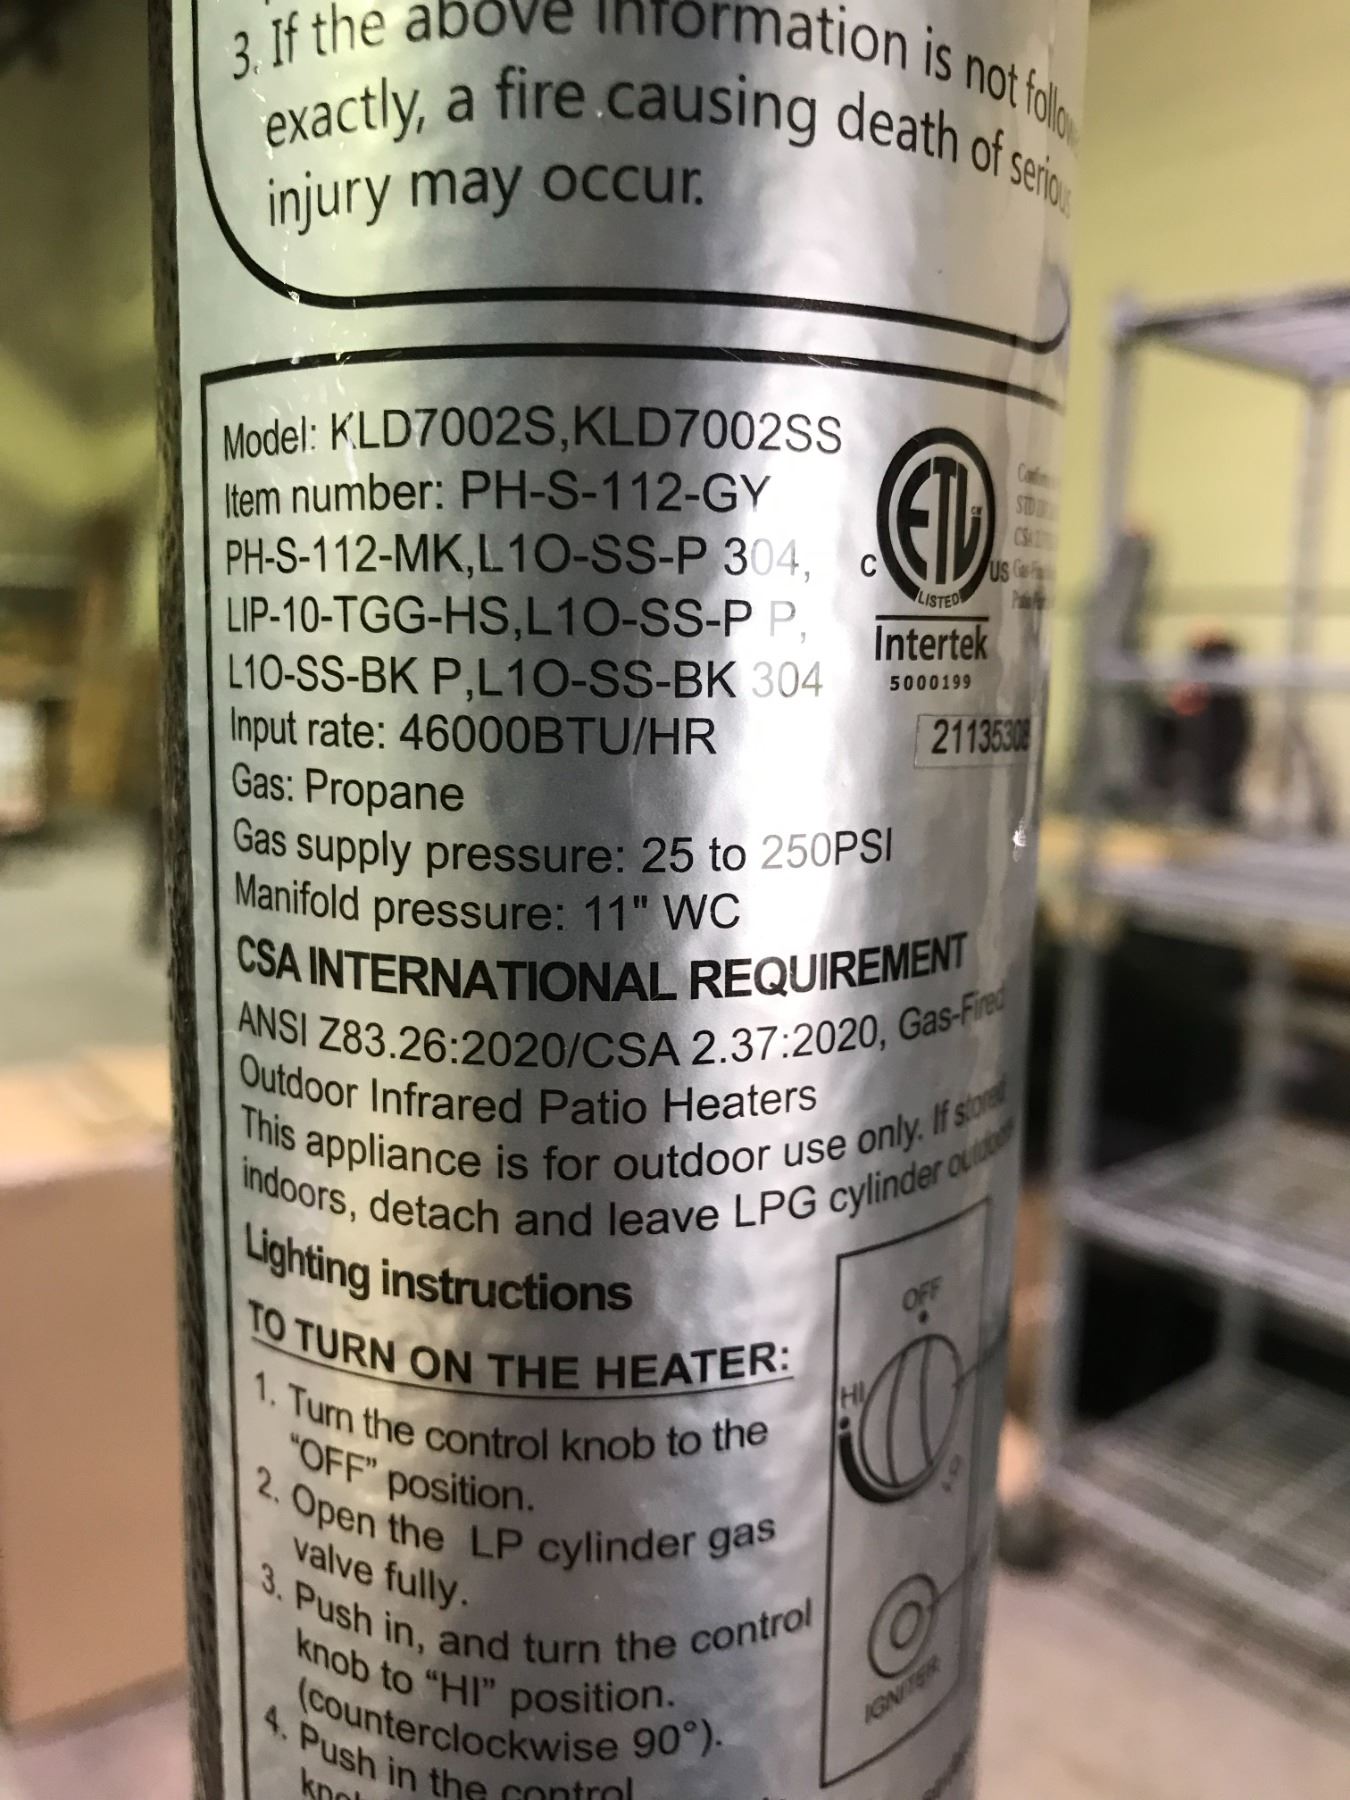 3. If the above information is not
exactly, a fire causing death of serious
injury may occur.
Model: KLD7002S,KLD7002SS
Item number: PH-S-112-GY
PH-S-112-MK,L1O-SS-P 304,
LIP-10-TGG-HS,L1O-SS-P P,
L1O-SS-BK P,L1O-SS-BK 304
Input rate: 46000BTU/HR
Gas: Propane
Gas supply pressure: 25 to 250PSI
Manifold pressure: 11" WC
ETL CM
C US
LISTED
Intertek
5000199
21135308
CSA INTERNATIONAL REQUIREMENT
ANSI Z83.26:2020/CSA 2.37:2020, Gas-Fired
Outdoor Infrared Patio Heaters
This appliance is for outdoor use only. If stored
indoors, detach and leave LPG cylinder outdoors
Lighting instructions
TO TURN ON THE HEATER:
1. Turn the control knob to the
"OFF" position.
2. Open the LP cylinder gas
valve fully.
3. Push in, and turn the control
knob to "HI" position.
(counterclockwise 90°).
4. Push in the control
OFF
HI
LO
IGNITER